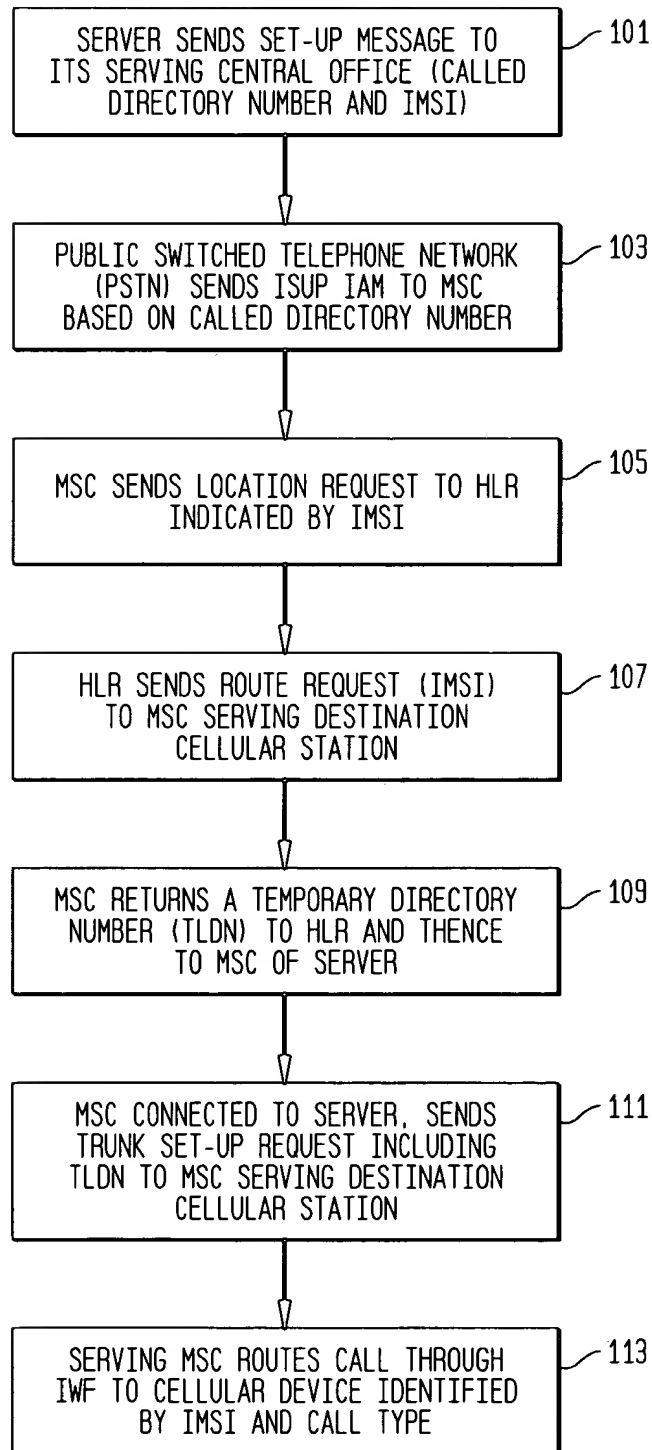 SERVER SENDS SET-UP MESSAGE TO
ITS SERVING CENTRAL OFFICE (CALLED
DIRECTORY NUMBER AND IMSI)
101
PUBLIC SWITCHED TELEPHONE NETWORK
(PSTN) SENDS ISUP IAM TO MSC
BASED ON CALLED DIRECTORY NUMBER
103
MSC SENDS LOCATION REQUEST TO HLR
INDICATED BY IMSI
105
HLR SENDS ROUTE REQUEST (IMSI)
TO MSC SERVING DESTINATION
CELLULAR STATION
107
MSC RETURNS A TEMPORARY DIRECTORY
NUMBER (TLDN) TO HLR AND THENCE
TO MSC OF SERVER
109
MSC CONNECTED TO SERVER, SENDS
TRUNK SET-UP REQUEST INCLUDING
TLDN TO MSC SERVING DESTINATION
CELLULAR STATION
111
SERVING MSC ROUTES CALL THROUGH
IWF TO CELLULAR DEVICE IDENTIFIED
BY IMSI AND CALL TYPE
113